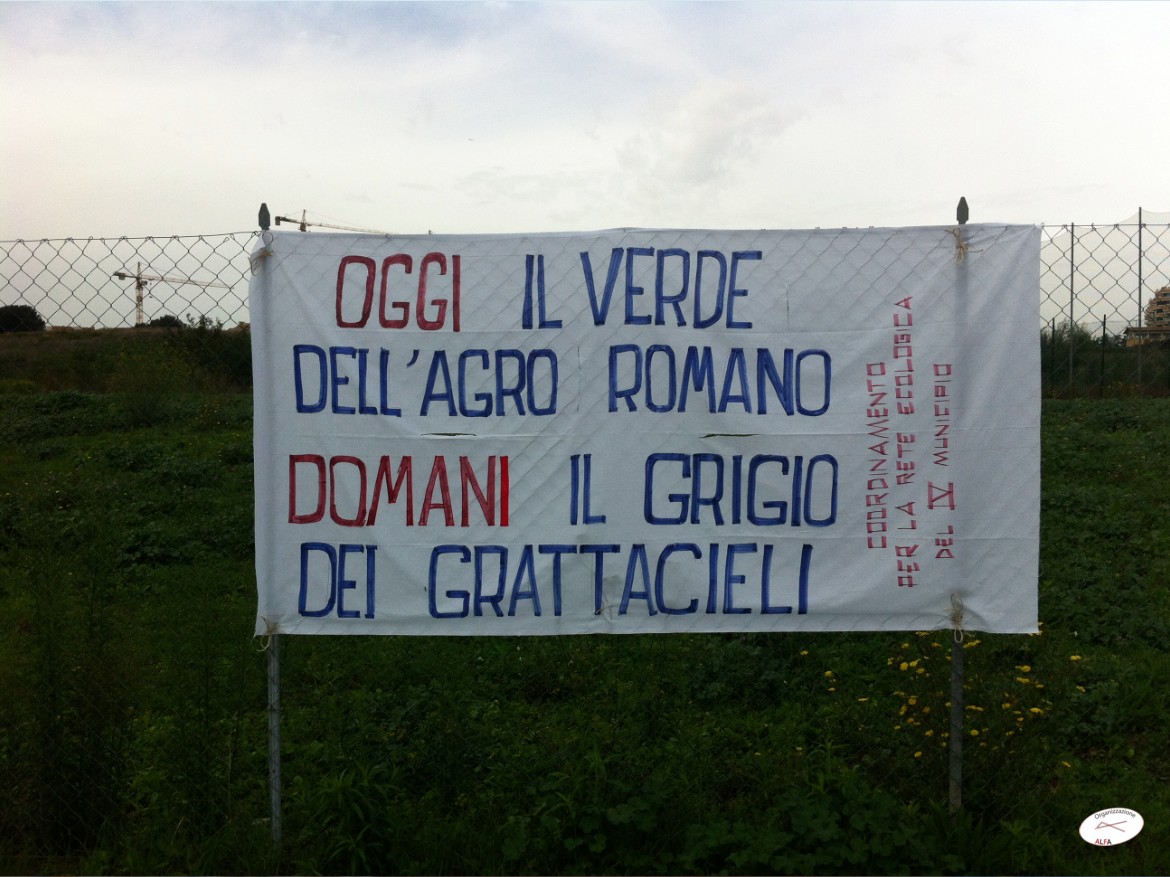 OGGI IL VERDE
DELL'AGRO ROMANO
DOMANI IL GRIGIO
DEI GRATTACIELI
COORDINAMENTO
PER LA RETE ECOLOGICA
DEL IV MUNICIPIO
Organizzazione
ALFA